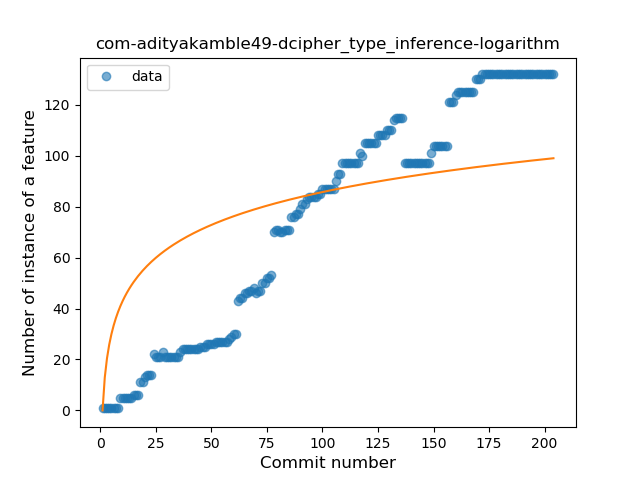 com-adityakamble49-dcipher_type_inference-logarithm
data
Number of instance of a feature
120
100
80
60
40
20
0
0 25 50 75 100 125 150 175 200
Commit number